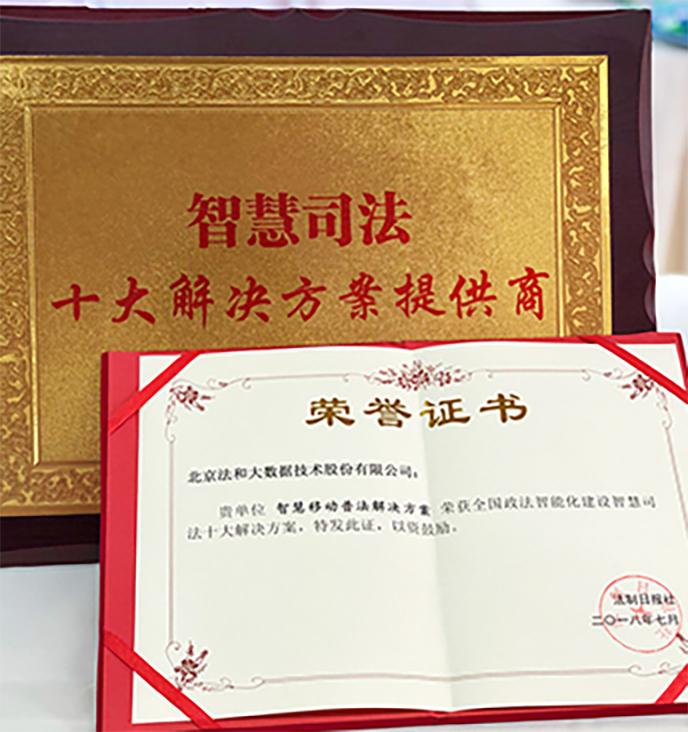 智慧司法
十大解决方案提供商
荣誉证书
北京法和大数据技术股份有限公司：
贵单位 智慧移动普法解决方案 荣获全国政法智能化建设智慧司
法十大解决方案，特发此证，以资鼓励。
法制日报社
二〇一八年七月